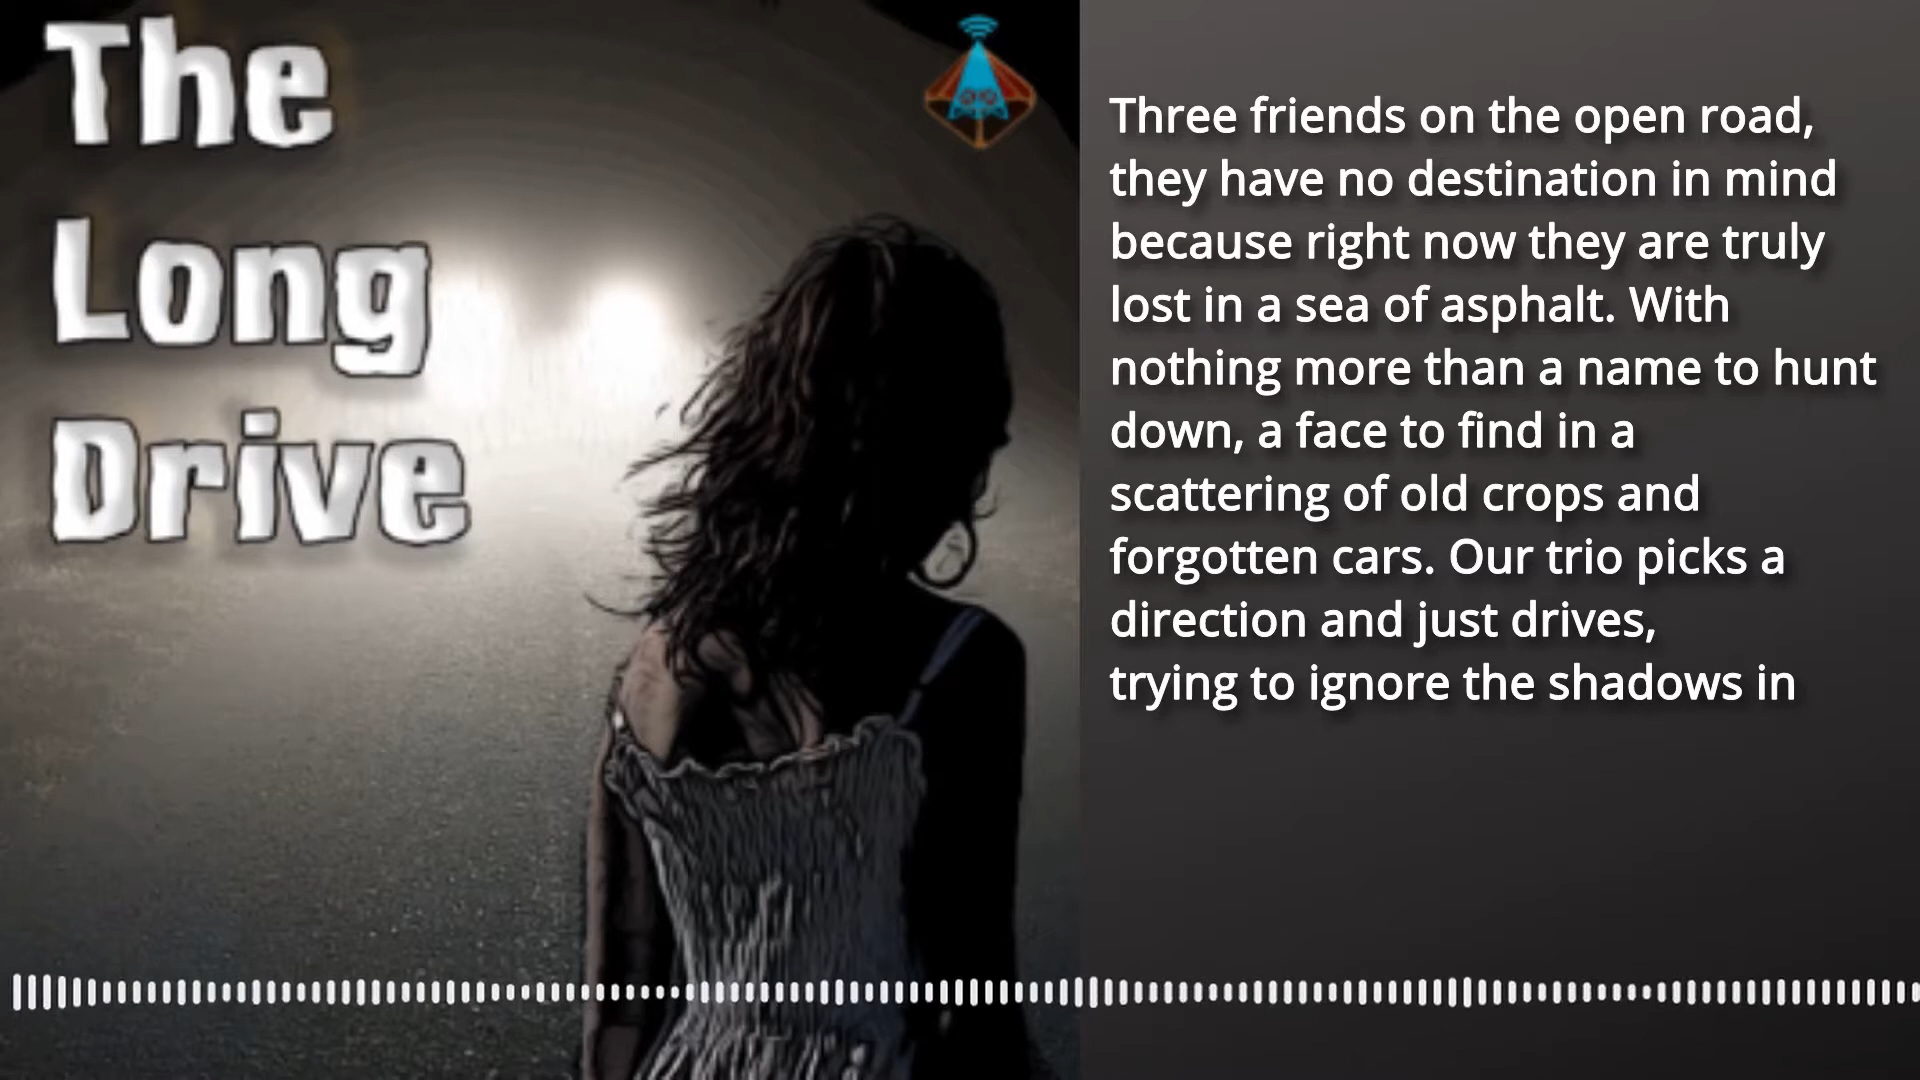 The
Long
Drive
Three friends on the open road,
they have no destination in mind
because right now they are truly
lost in a sea of asphalt. With
nothing more than a name to hunt
down, a face to find in a
scattering of old crops and
forgotten cars. Our trio picks a
direction and just drives,
trying to ignore the shadows in